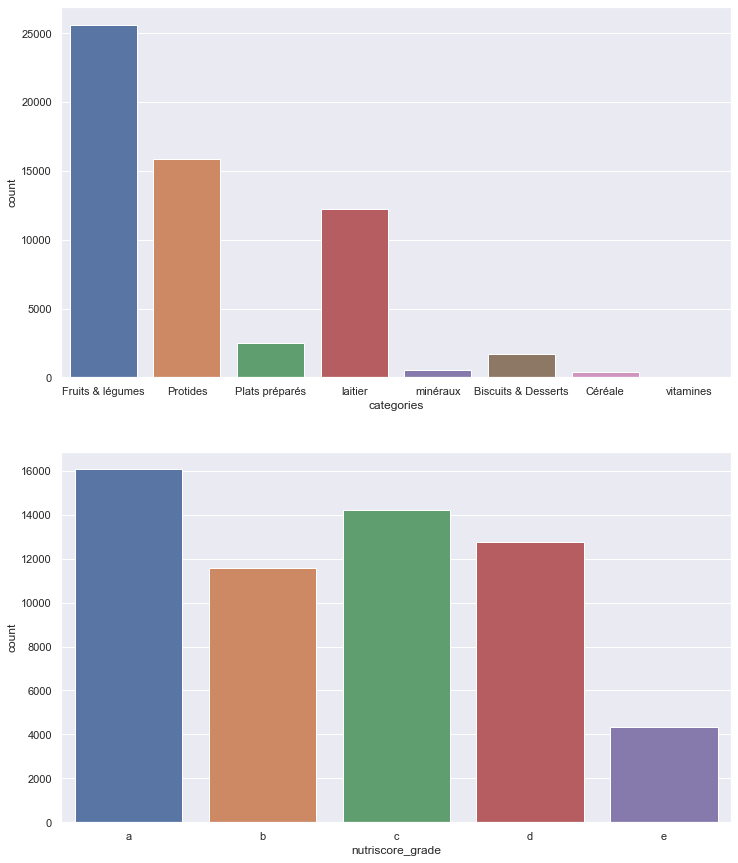 25000
20000
15000
10000
5000
0
count
Fruits & légumes Protides Plats préparés laitier minéraux Biscuits & Desserts Céréale vitamines
categories
16000
14000
12000
10000
8000
6000
4000
2000
0
count
a b c d e
nutriscore_grade